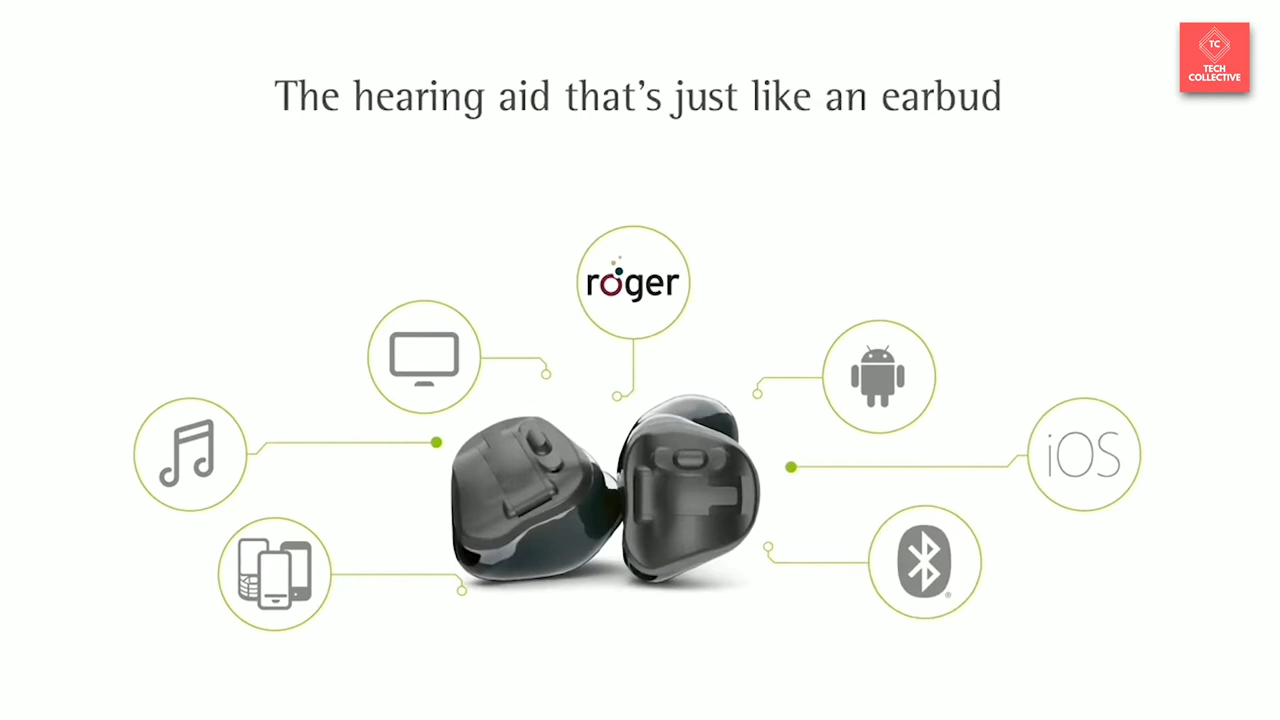 The hearing aid that's just like an earbud
TC
TECH
COLLECTIVE
roger
iOS